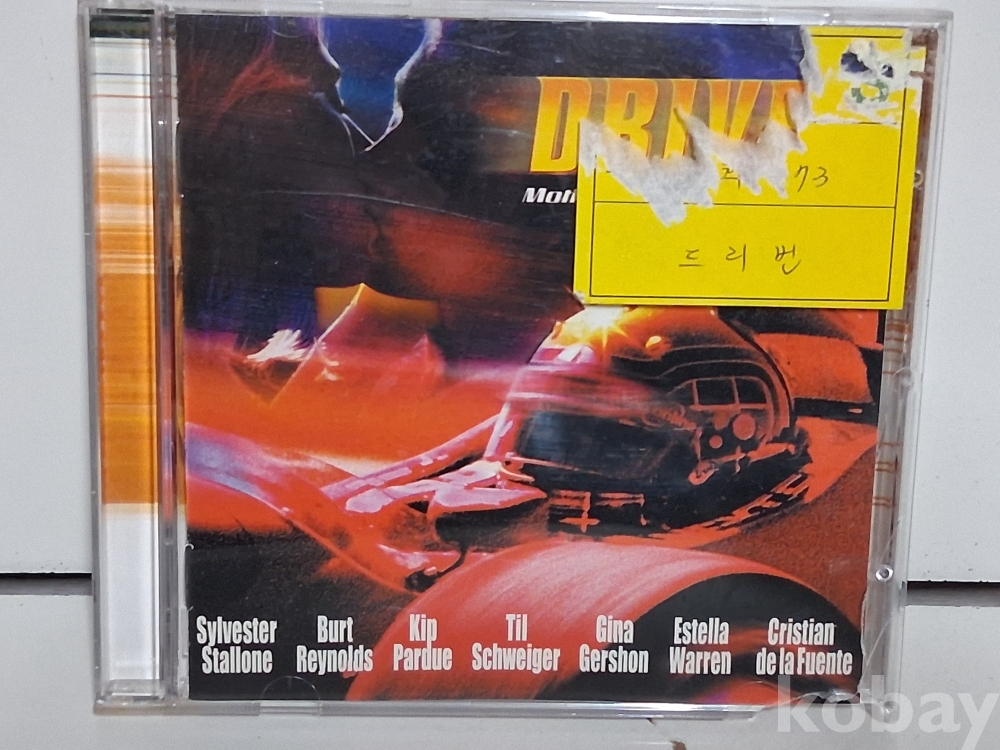 DRIVE
73
드리번
Sylvester Stallone
Burt Reynolds
Kip Pardue
Til Schweiger
Gina Gershon
Estella Warren
Cristian de la Fuente
kobay